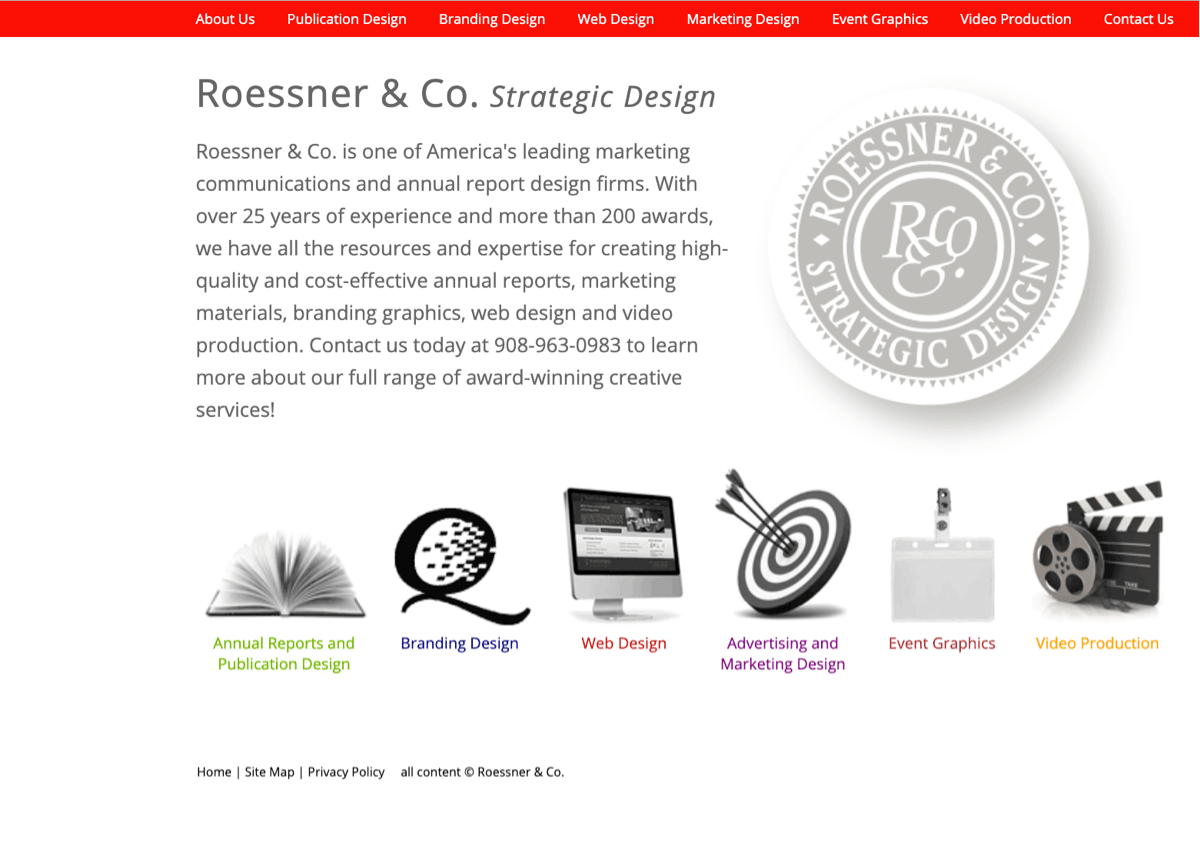 About Us Publication Design Branding Design Web Design Marketing Design Event Graphics Video Production Contact Us
Roessner & Co. Strategic Design
Roessner & Co. is one of America's leading marketing
communications and annual report design firms. With
over 25 years of experience and more than 200 awards,
we have all the resources and expertise for creating high-
quality and cost-effective annual reports, marketing
materials, branding graphics, web design and video
production. Contact us today at 908-963-0983 to learn
more about our full range of award-winning creative
services!
ROESSNER & CO.
R&Co.
STRATEGIC DESIGN
Q
TAKE
Annual Reports and
Publication Design
Branding Design
Web Design
Advertising and
Marketing Design
Event Graphics
Video Production
Home | Site Map | Privacy Policy all content © Roessner & Co.